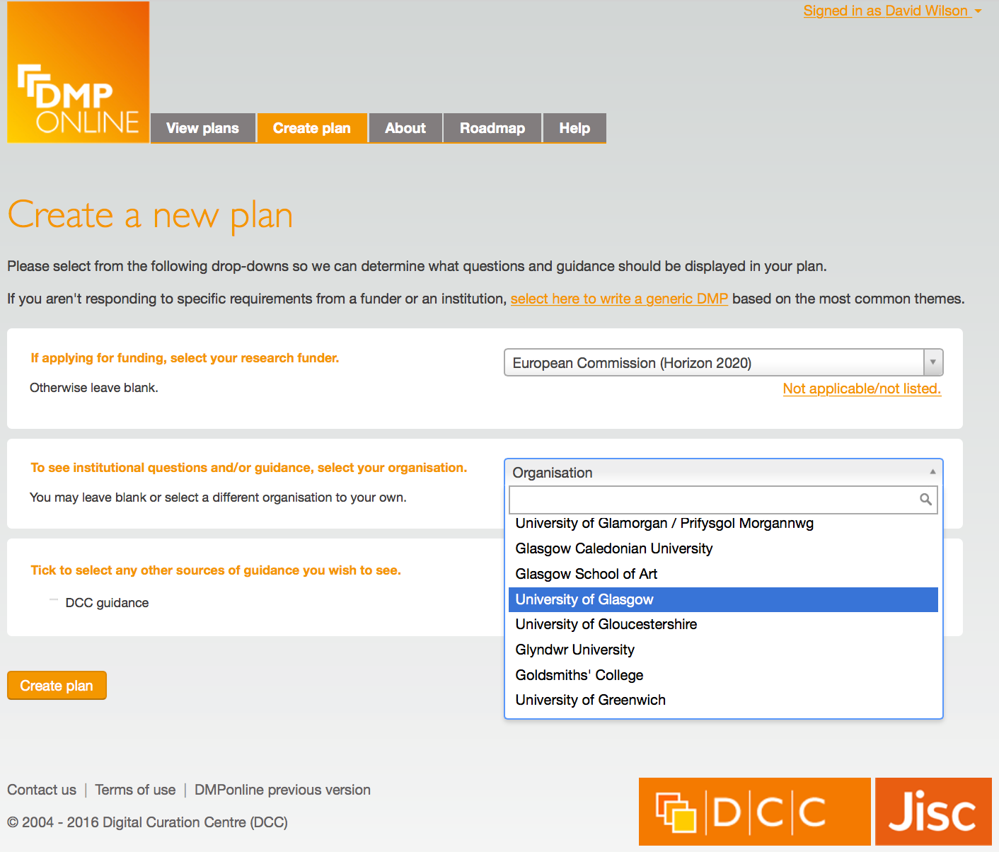 Signed in as David Wilson
DMP
ONLINE
View plans
Create plan
About
Roadmap
Help
Create a new plan
Please select from the following drop-downs so we can determine what questions and guidance should be displayed in your plan.
If you aren't responding to specific requirements from a funder or an institution, select here to write a generic DMP based on the most common themes.
If applying for funding, select your research funder.
European Commission (Horizon 2020)
Otherwise leave blank.
Not applicable/not listed.
To see institutional questions and/or guidance, select your organisation.
Organisation
You may leave blank or select a different organisation to your own.
University of Glamorgan / Prifysgol Morgannwg
Glasgow Caledonian University
Glasgow School of Art
University of Glasgow
University of Gloucestershire
Glyndwr University
Goldsmiths' College
University of Greenwich
Tick to select any other sources of guidance you wish to see.
DCC guidance
Create plan
Contact us | Terms of use | DMPonline previous version
© 2004 - 2016 Digital Curation Centre (DCC)
D|C|C
Jisc